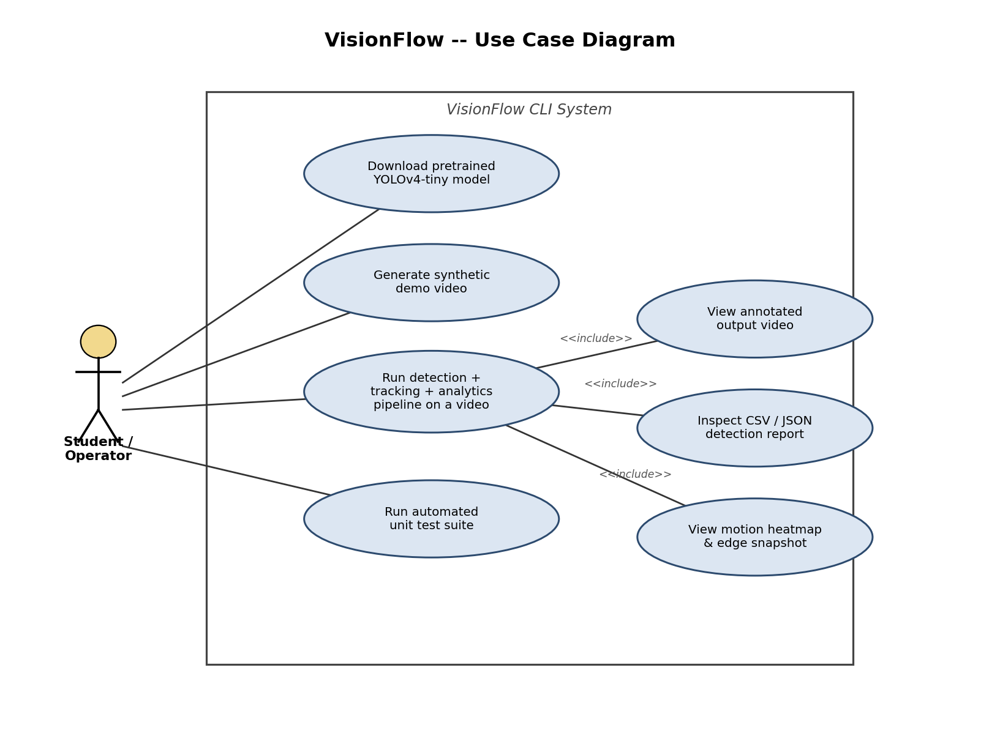 VisionFlow -- Use Case Diagram
VisionFlow CLI System
Download pretrained
YOLOv4-tiny model
Generate synthetic
demo video
Run detection +
tracking + analytics
pipeline on a video
Run automated
unit test suite
Student /
Operator
<<include>>
<<include>>
<<include>>
View annotated
output video
Inspect CSV / JSON
detection report
View motion heatmap
& edge snapshot